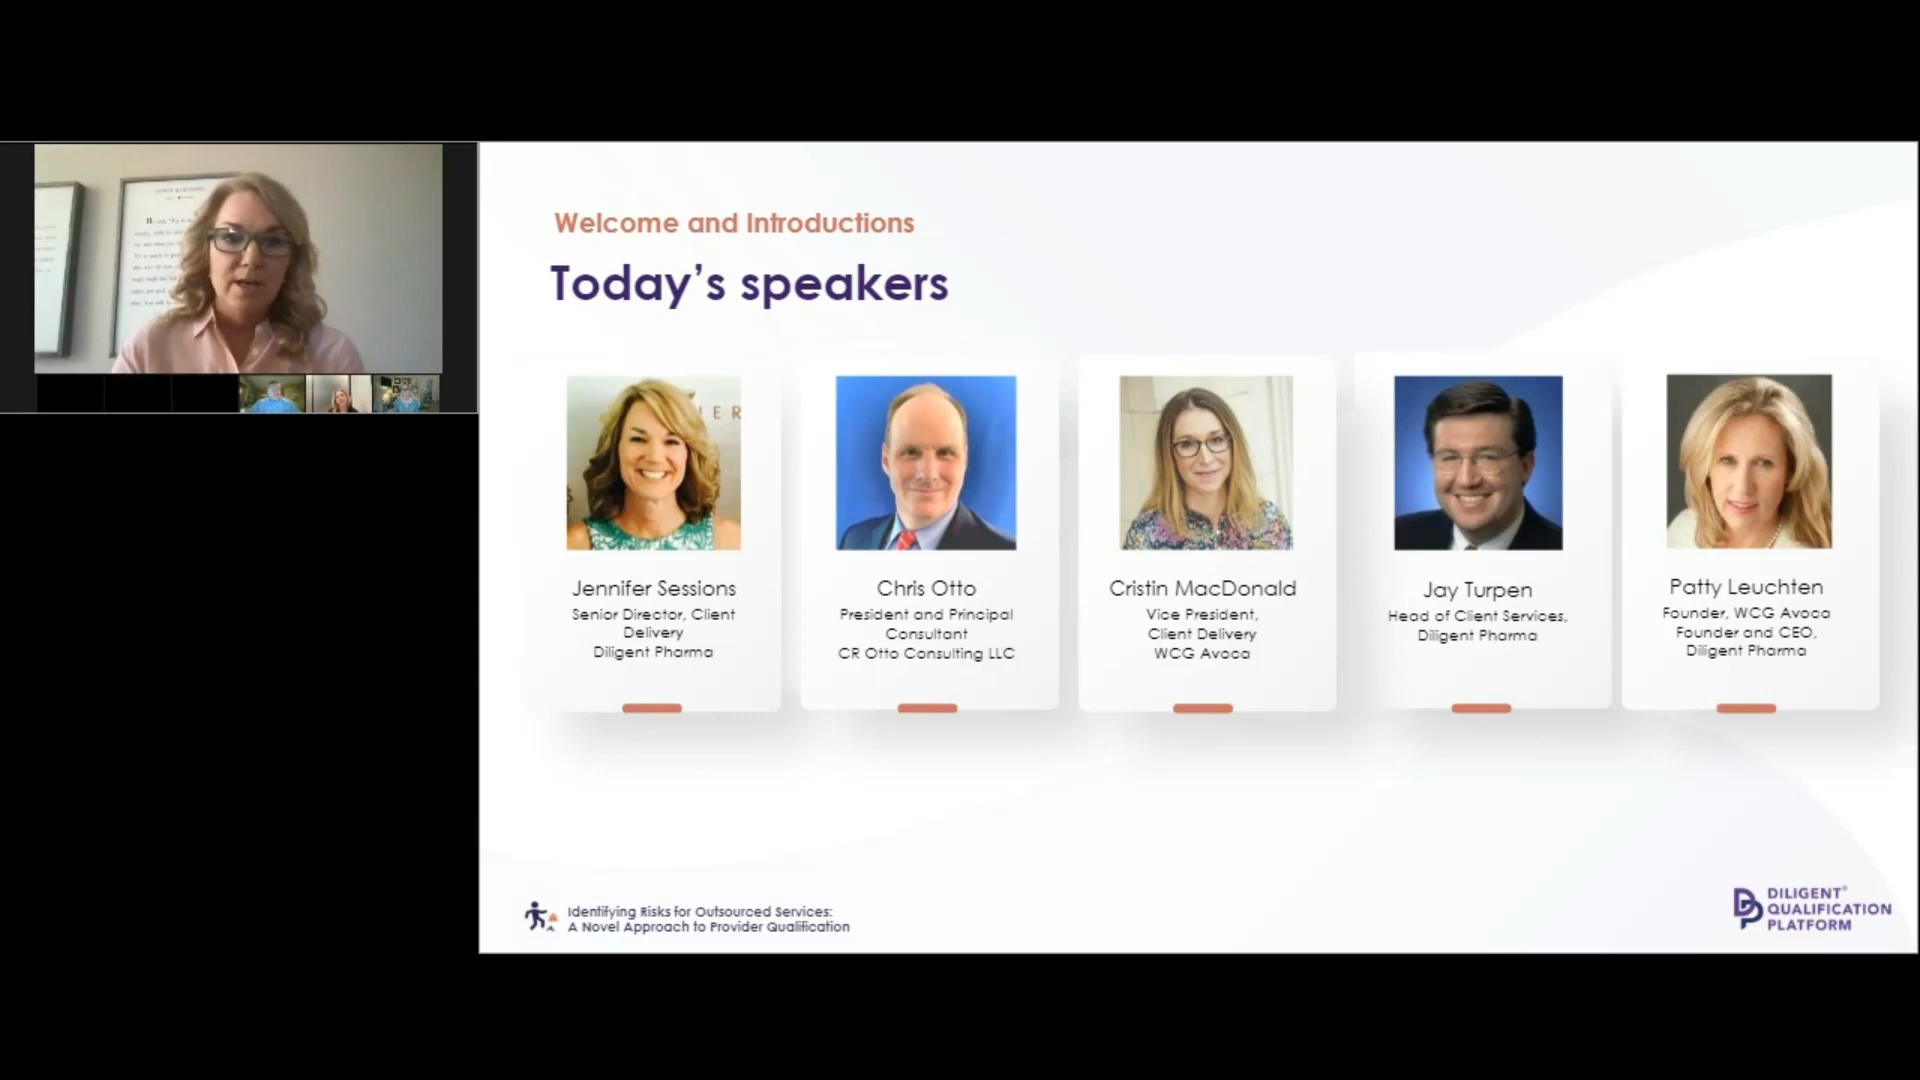 Welcome and Introductions
Today's speakers
ER
Jennifer Sessions
Senior Director, Client
Delivery
Diligent Pharma
Chris Otto
President and Principal
Consultant
CR Otto Consulting LLC
Cristin MacDonald
Vice President,
Client Delivery
WCG Avoca
Jay Turpen
Head of Client Services,
Diligent Pharma
Patty Leuchten
Founder, WCG Avoca
Founder and CEO,
Diligent Pharma
Identifying Risks for Outsourced Services:
A Novel Approach to Provider Qualification
DILIGENT®
QUALIFICATION
PLATFORM